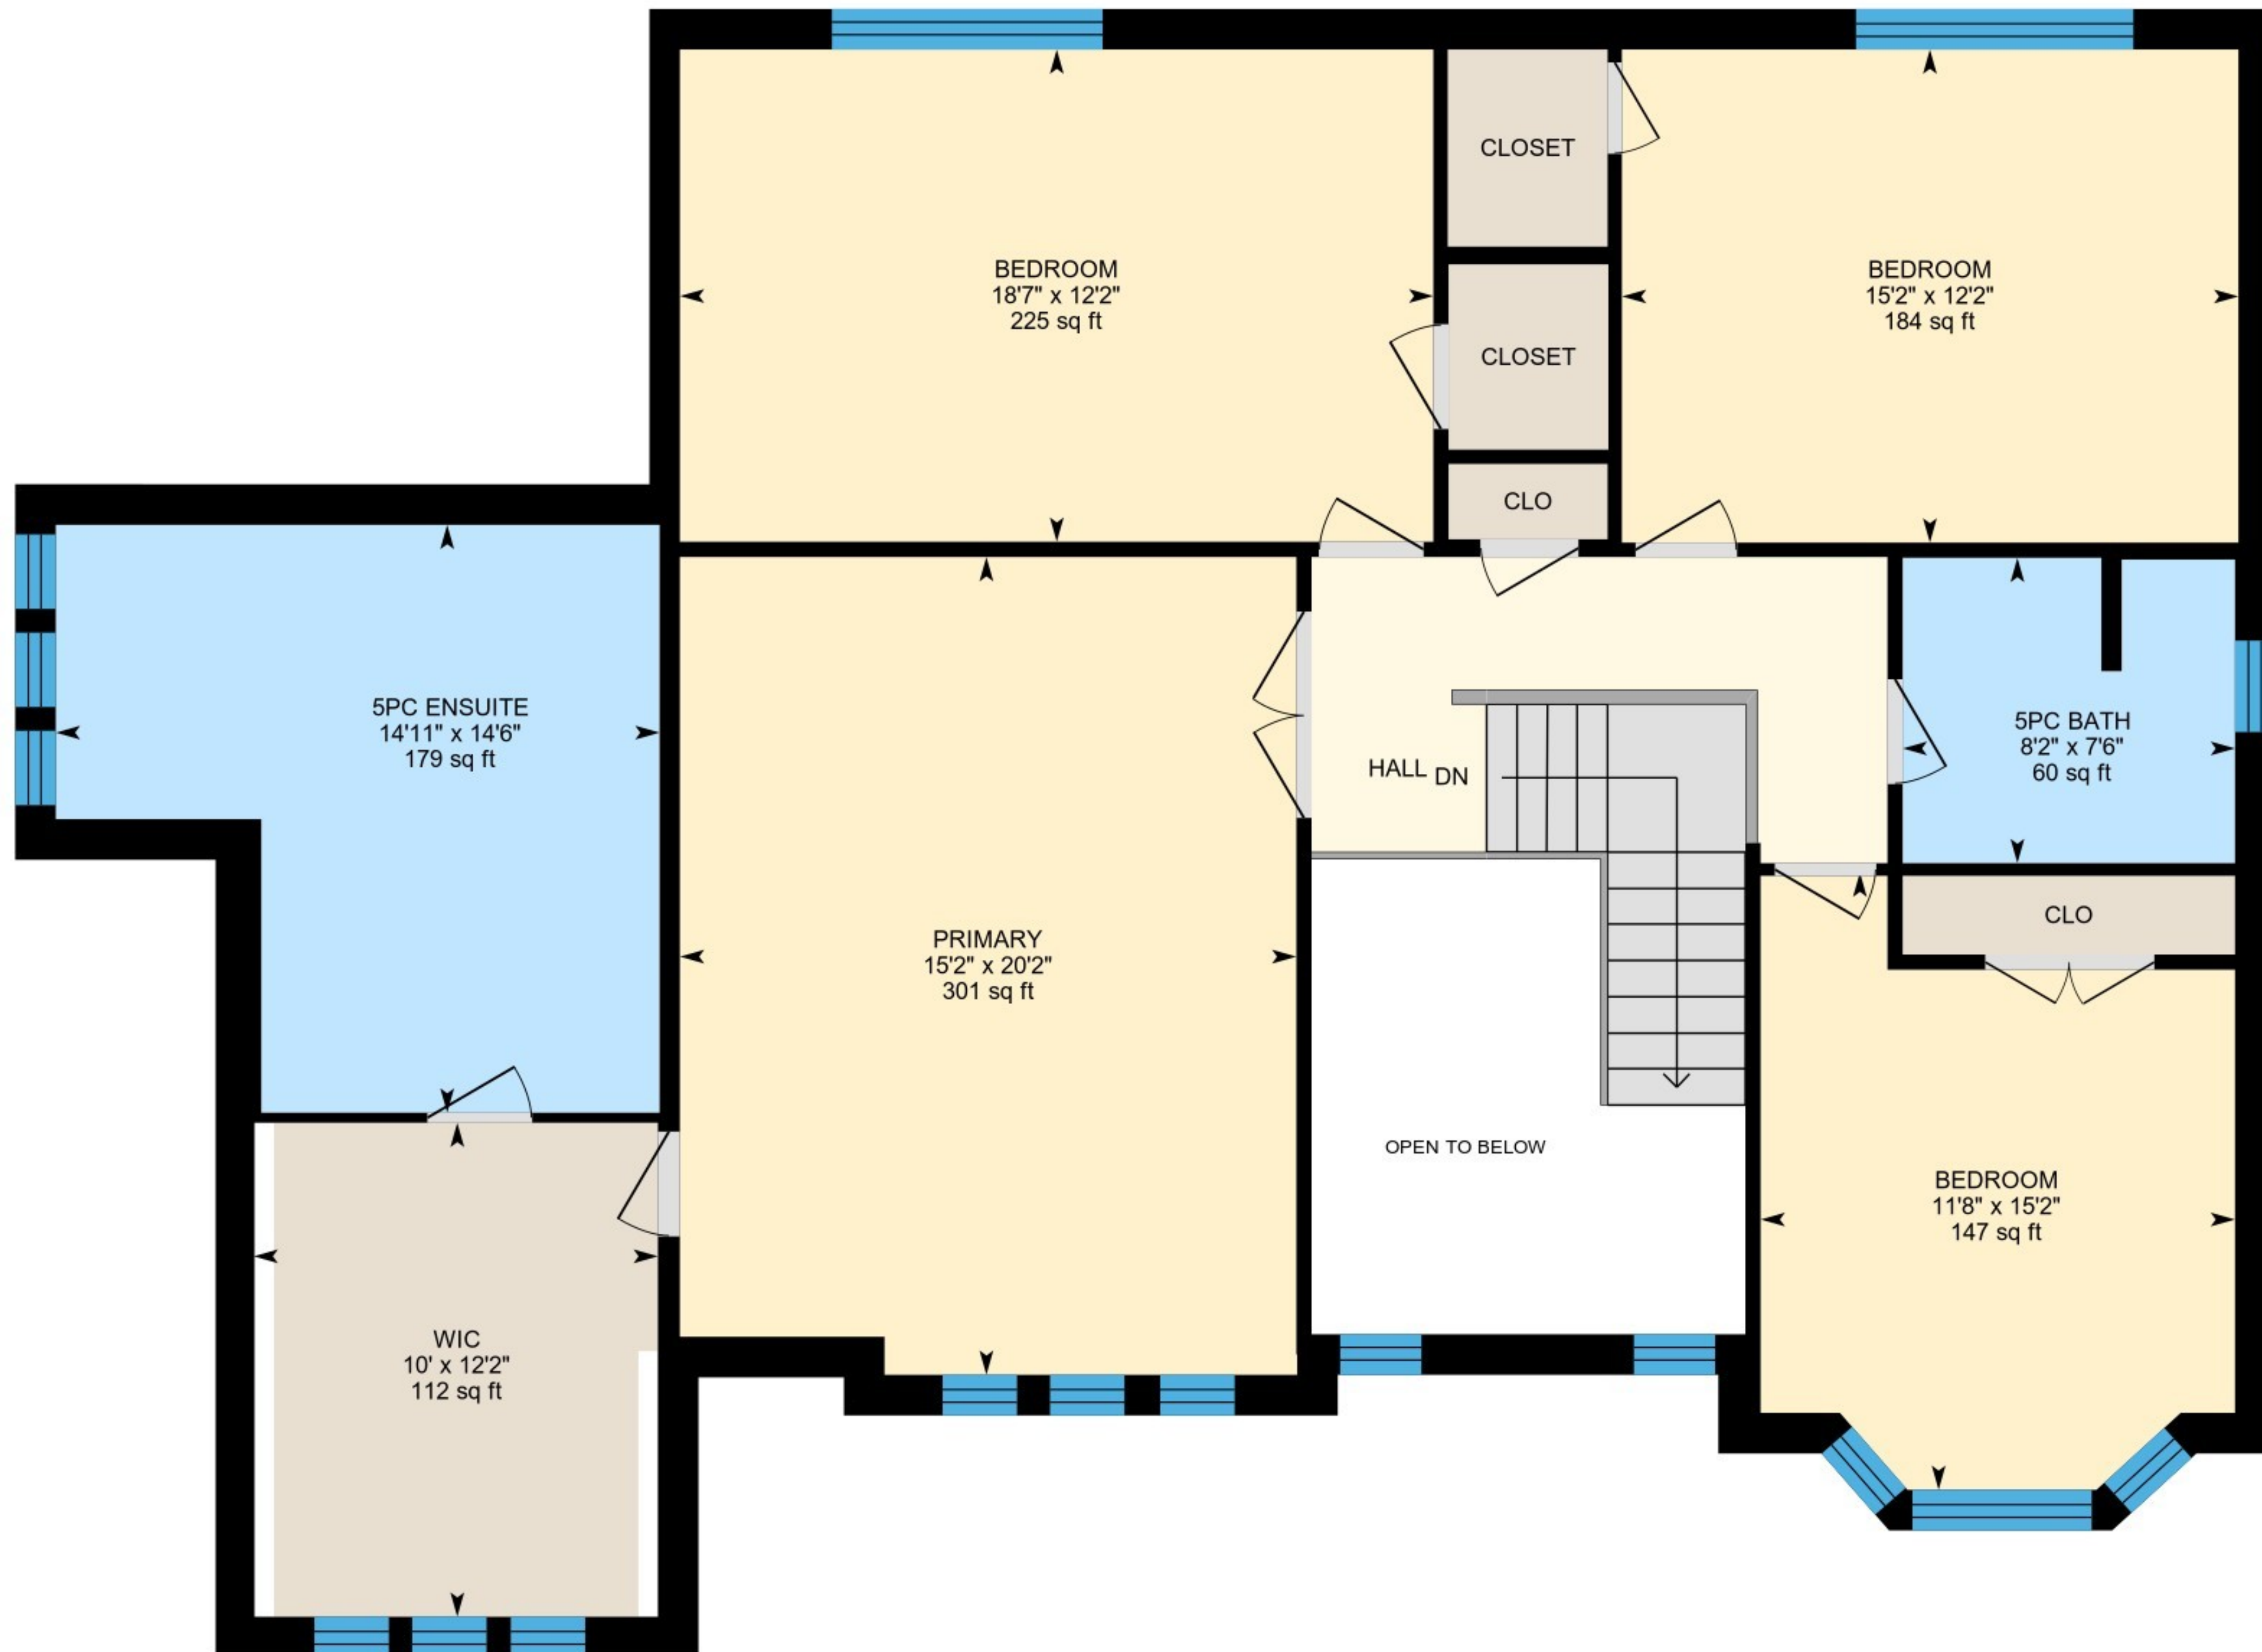 CLOSET
BEDROOM
18'7" x 12'2"
225 sq ft
BEDROOM
15'2" x 12'2"
184 sq ft
CLOSET
CLO
5PC ENSUITE
14'11" x 14'6"
179 sq ft
5PC BATH
8'2" x 7'6"
60 sq ft
HALL
DN
CLO
PRIMARY
15'2" x 20'2"
301 sq ft
OPEN TO BELOW
BEDROOM
11'8" x 15'2"
147 sq ft
WIC
10' x 12'2"
112 sq ft